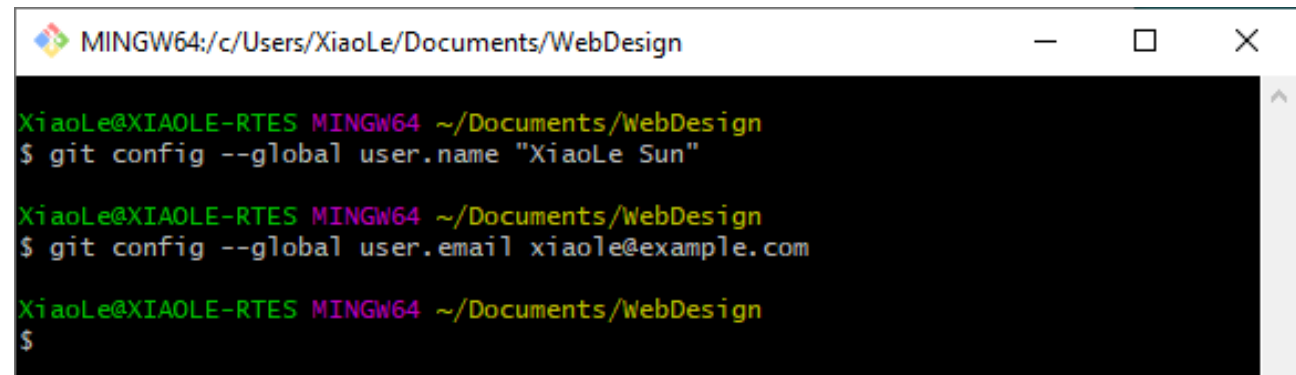 MINGW64:/c/Users/XiaoLe/Documents/WebDesign
XiaoLe@XIAOLE-RTES MINGW64 ~/Documents/WebDesign
$ git config --global user.name "XiaoLe Sun"
XiaoLe@XIAOLE-RTES MINGW64 ~/Documents/WebDesign
$ git config --global user.email xiaole@example.com
XiaoLe@XIAOLE-RTES MINGW64 ~/Documents/WebDesign
$